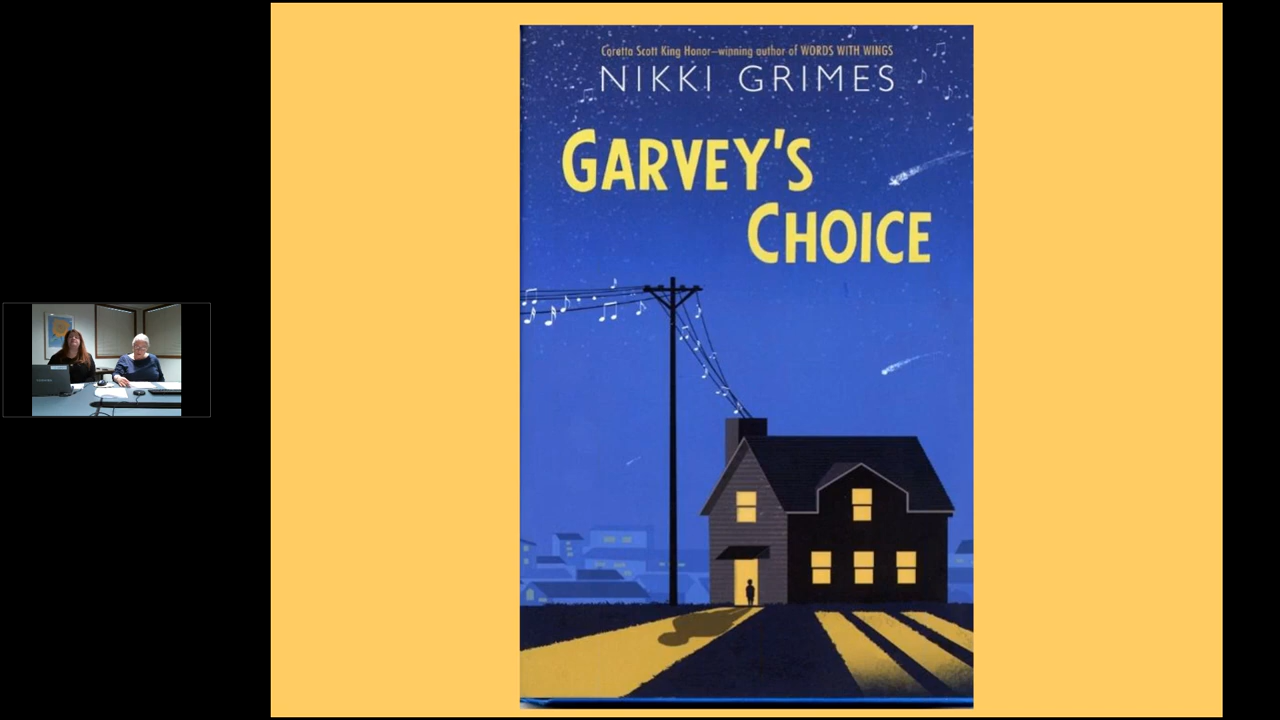 Coretta Scott King Honor–winning author of WORDS WITH WINGS
NIKKI GRIMES
GARVEY'S
CHOICE